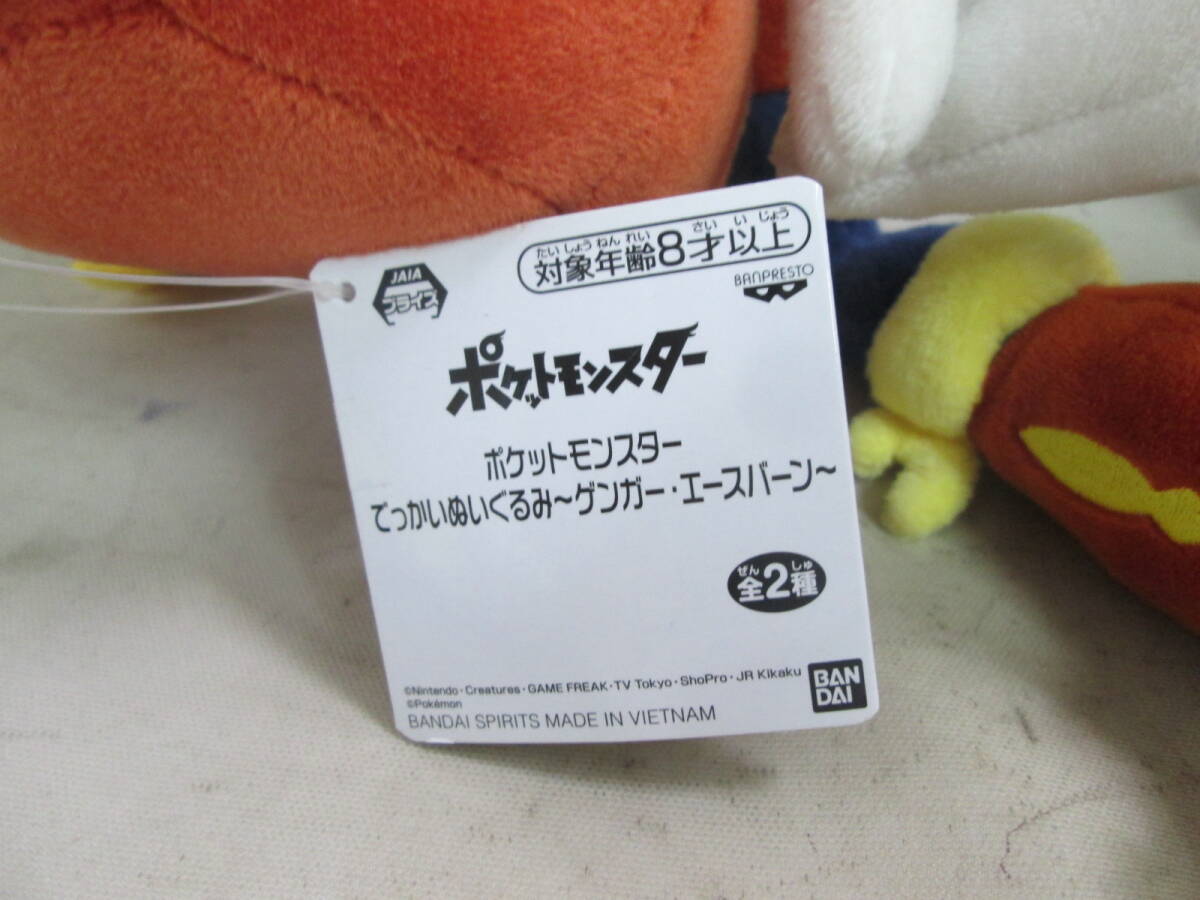 JAIA
プライズ
たいしょうねんれい さい いじょう
対象年齢8才以上
BANPRESTO
ポケットモンスター
ポケットモンスター
でっかいぬいぐるみ~ゲンガー・エースバーン~
ぜん しゅ
全2種
©Nintendo・Creatures・GAME FREAK・TV Tokyo・ShoPro・JR Kikaku
©Pokémon
BANDAI SPIRITS MADE IN VIETNAM
BAN
DAI